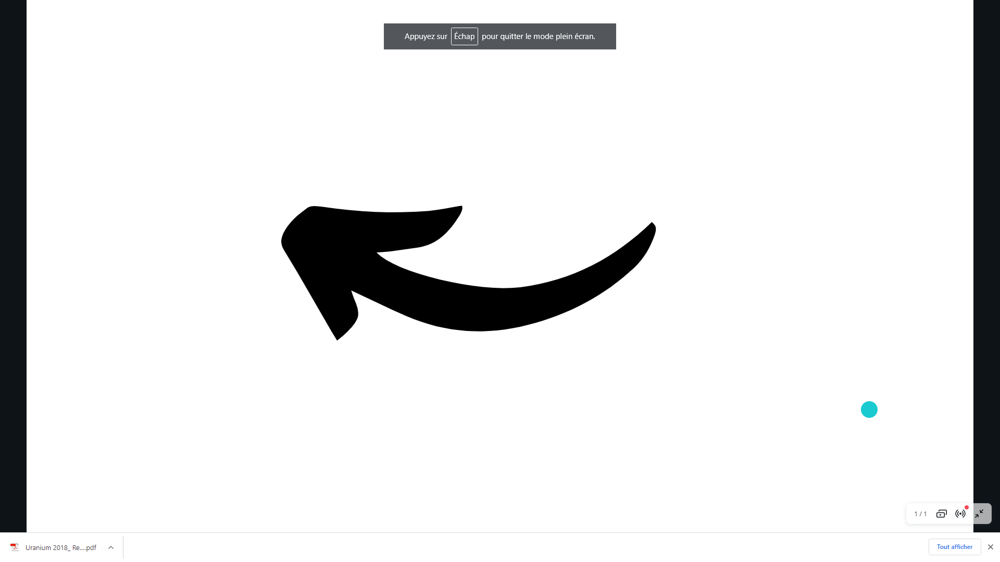 Appuyez sur Échap pour quitter le mode plein écran.
1 / 1
Uranium 2018_ Re....pdf
Tout afficher